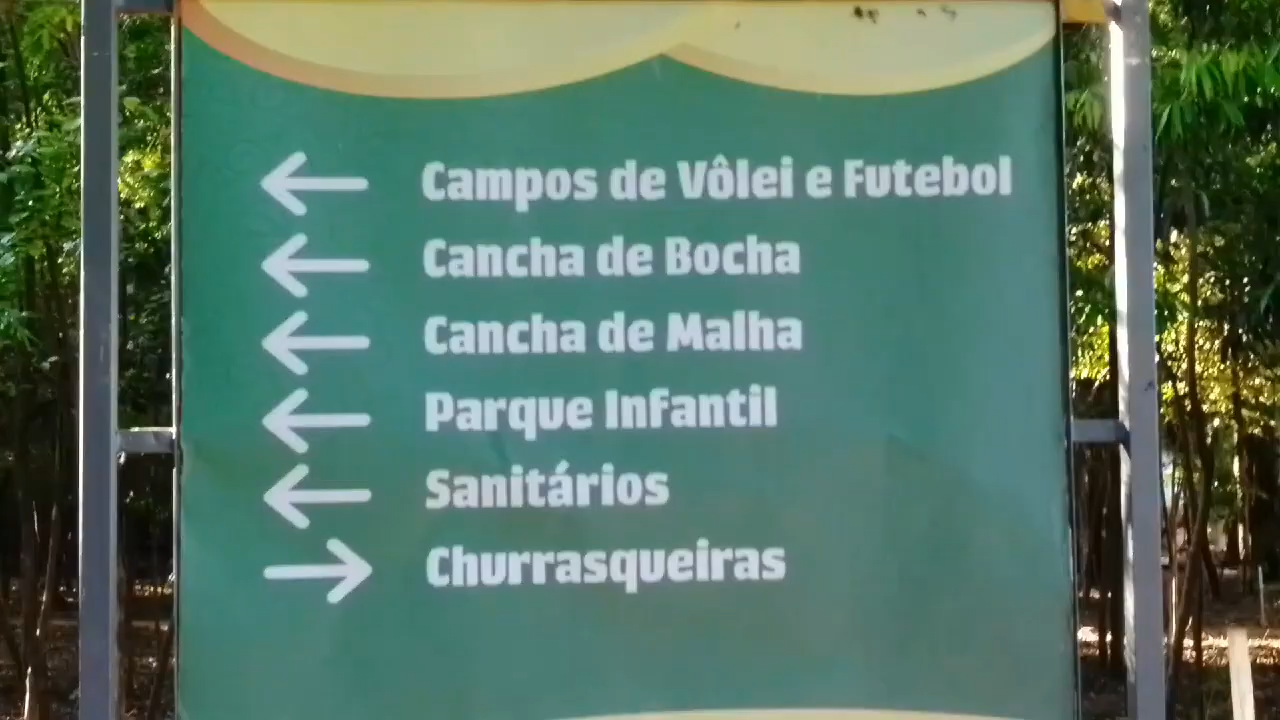 Campos de Vôlei e Futebol
Cancha de Bocha
Cancha de Malha
Parque Infantil
Sanitários
Churrasqueiras